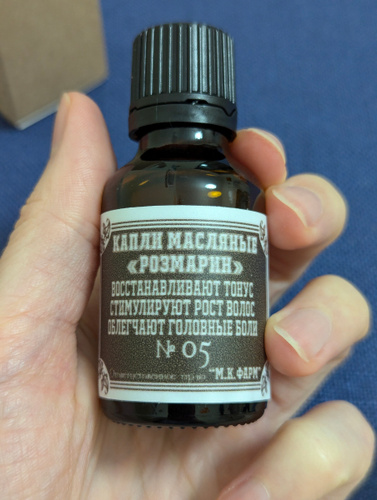 КАПЛИ МАСЛЯНЫЕ
«РОЗМАРИН»
ВОССТАНАВЛИВАЮТ ТОНУС
СТИМУЛИРУЮТ РОСТ ВОЛОС
ОБЛЕГЧАЮТ ГОЛОВНЫЕ БОЛИ
№ 05
"М.К.ФАРМ"